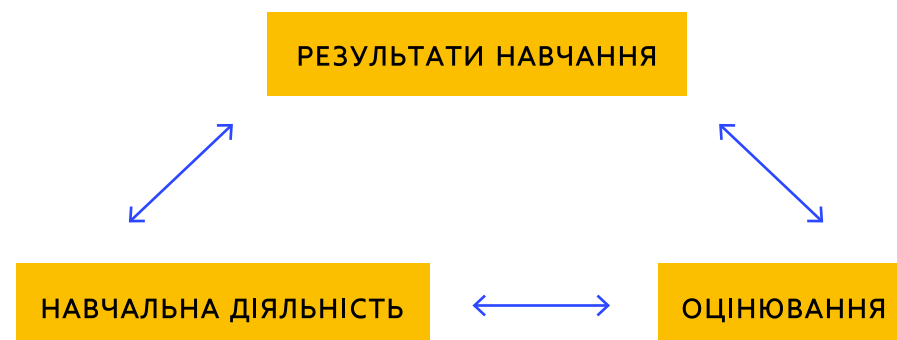 РЕЗУЛЬТАТИ НАВЧАННЯ
НАВЧАЛЬНА ДІЯЛЬНІСТЬ
ОЦІНЮВАННЯ